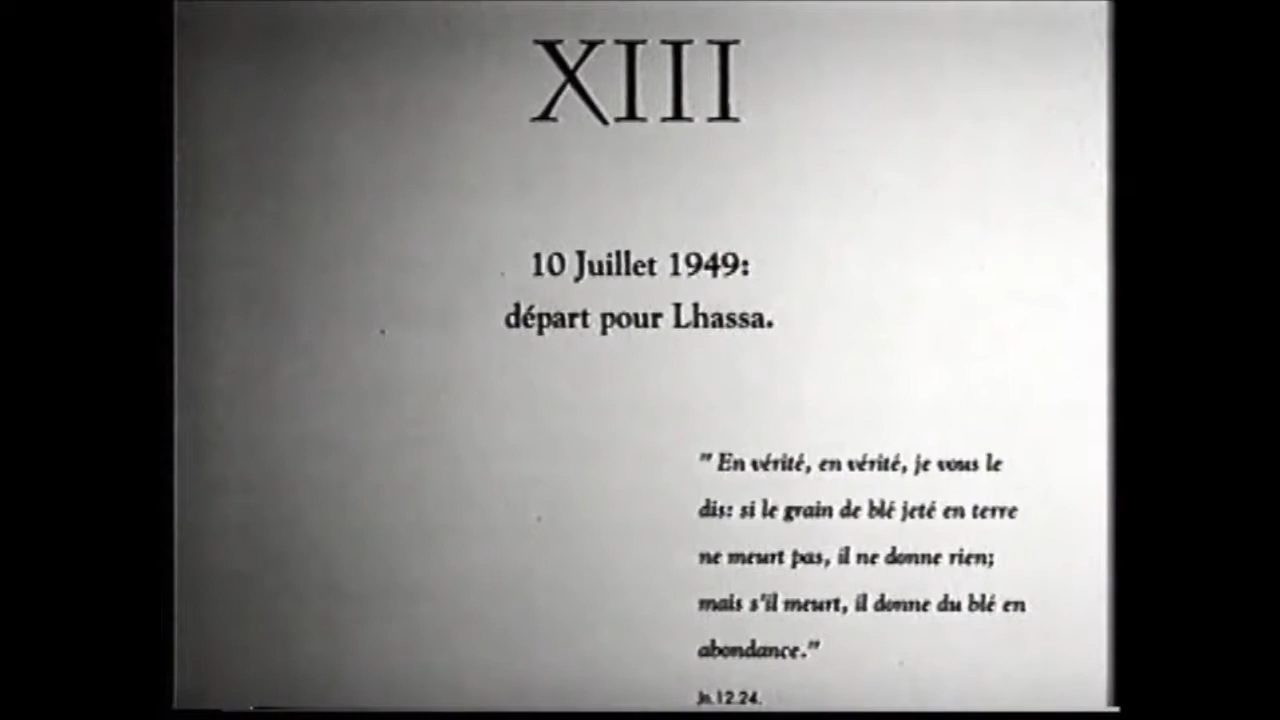 XIII
10 Juillet 1949:
départ pour Lhassa.
" En vérité, en vérité, je vous le
dis: si le grain de blé jeté en terre
ne meurt pas, il ne donne rien;
mais s'il meurt, il donne du blé en
abondance."
Jn.12.24.